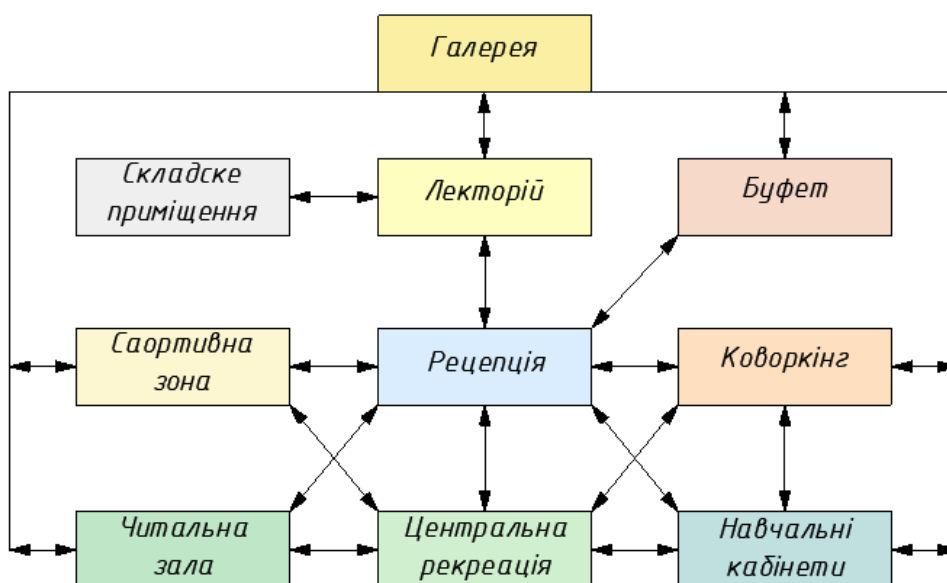 Галерея
Складске
приміщення
Лекторій
Буфет
Саортивна
зона
Рецепція
Коворкінг
Читальна
зала
Центральна
рекреація
Навчальні
кабінети